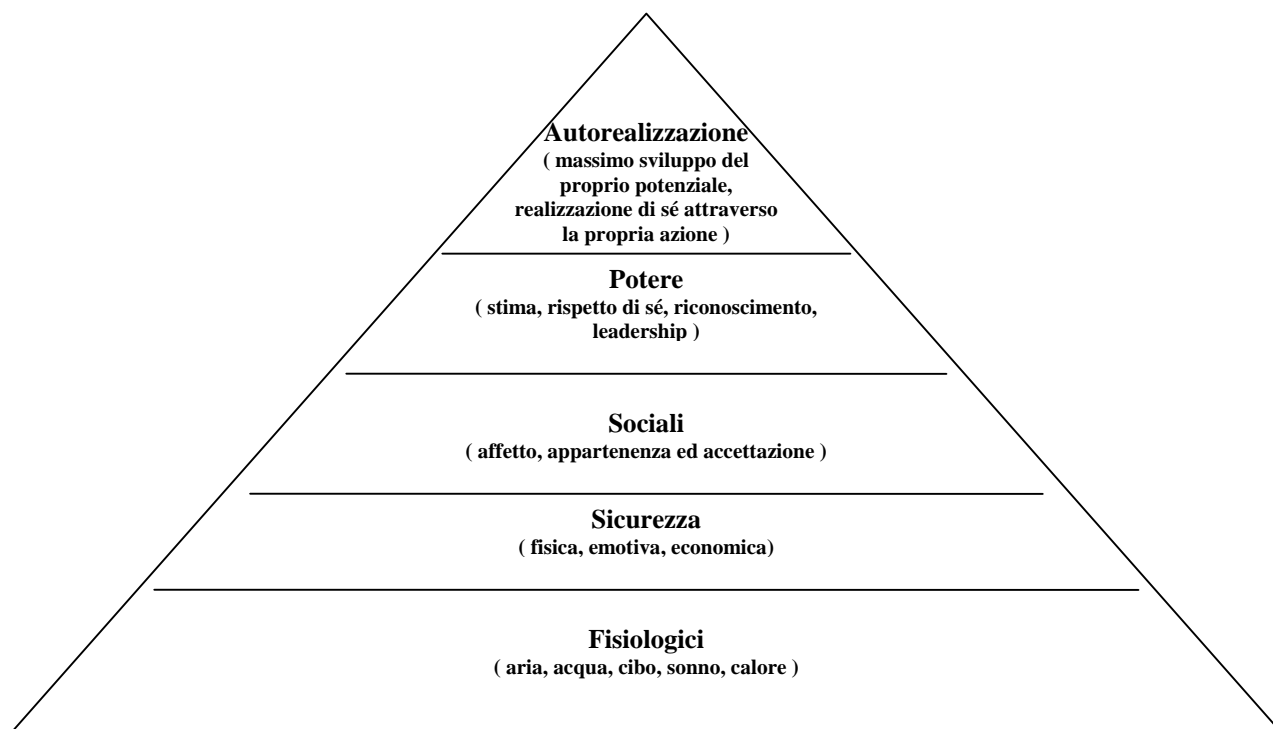 Autorealizzazione
( massimo sviluppo del
proprio potenziale,
realizzazione di sé attraverso
la propria azione )
Potere
( stima, rispetto di sé, riconoscimento,
leadership )
Sociali
( affetto, appartenenza ed accettazione )
Sicurezza
( fisica, emotiva, economica)
Fisiologici
( aria, acqua, cibo, sonno, calore )